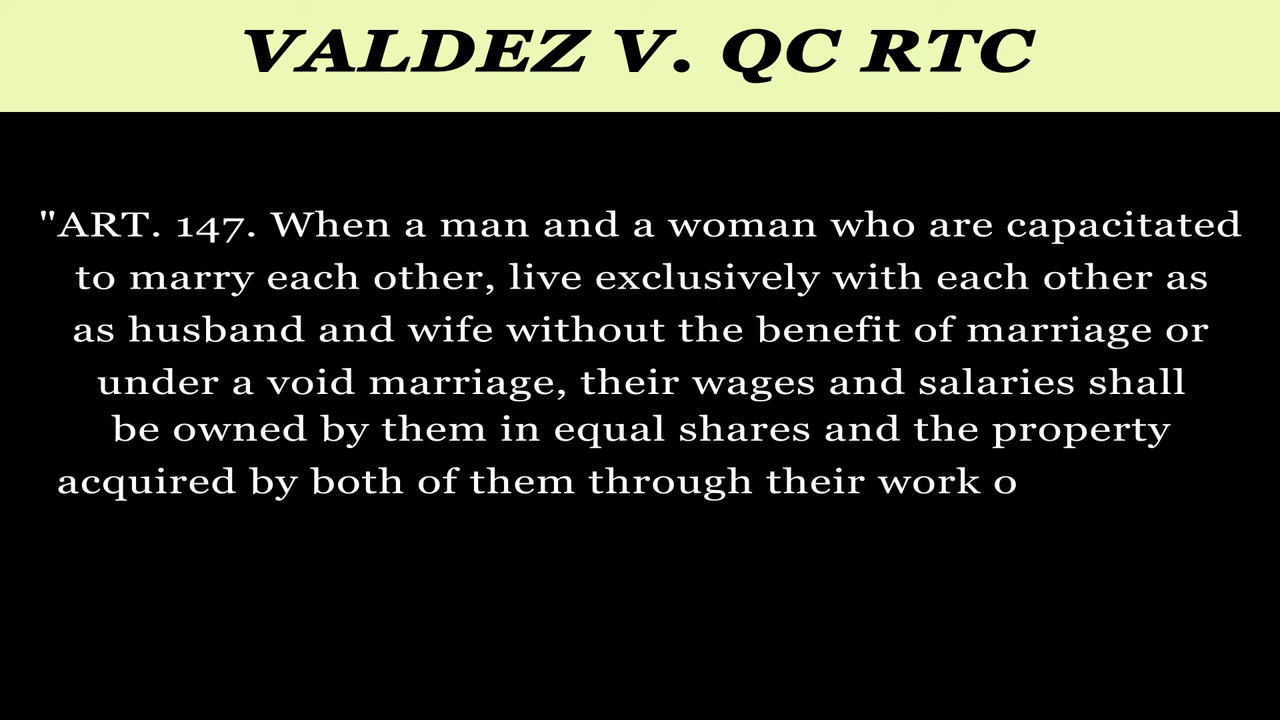 VALDEZ V. QC RTC
"ART. 147. When a man and a woman who are capacitated
to marry each other, live exclusively with each other as
as husband and wife without the benefit of marriage or
under a void marriage, their wages and salaries shall
be owned by them in equal shares and the property
acquired by both of them through their work o